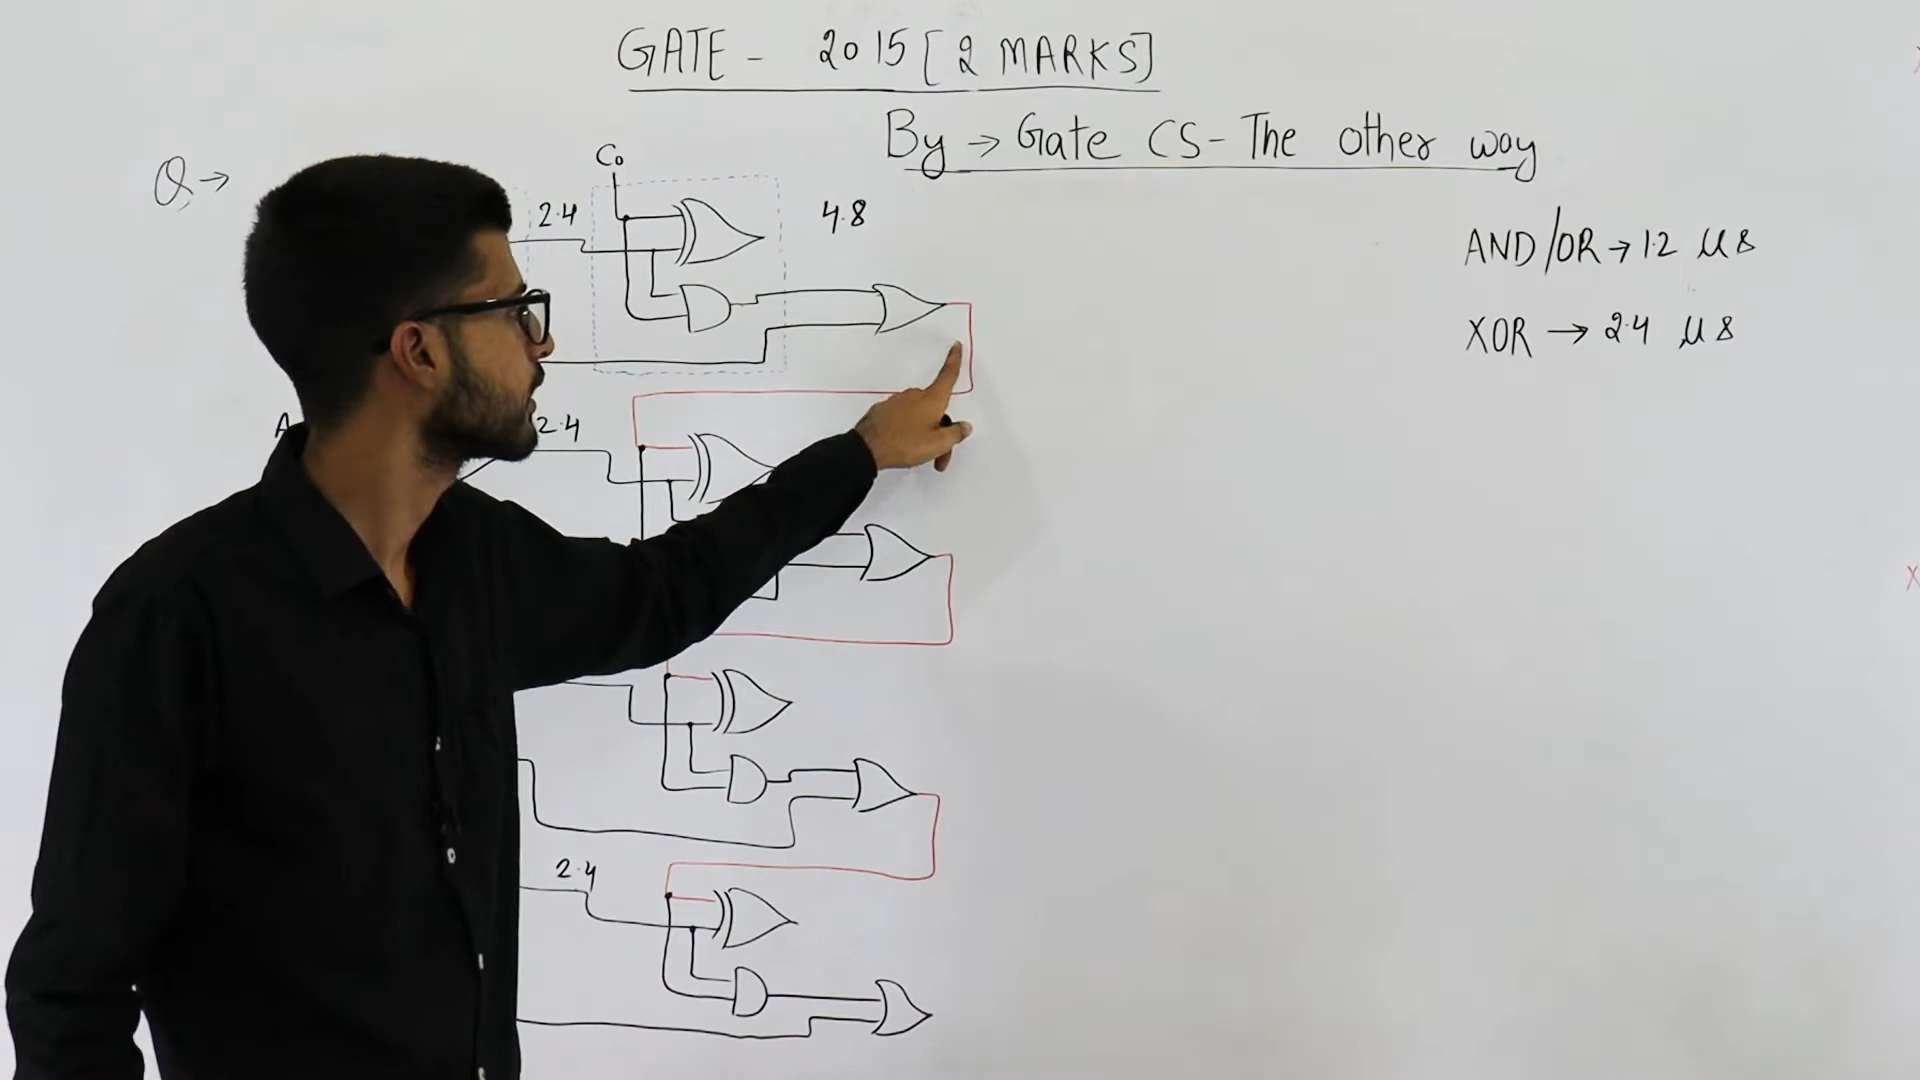 GATE - 2015 [2 MARKS]
By → Gate CS - The other way
Q →
C0
2.4
4.8
AND/OR → 1.2 μs
XOR → 2.4 μs
A
2.4
2.4